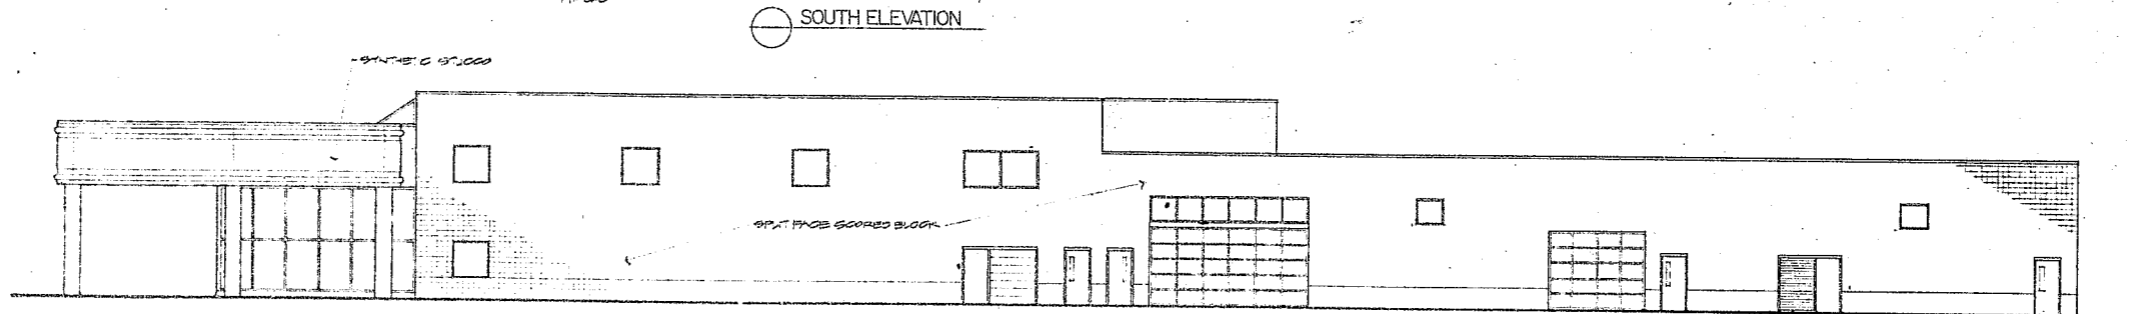 SOUTH ELEVATION
SYNTHETIC STUCCO
SPLIT FACE SCORED BLOCK